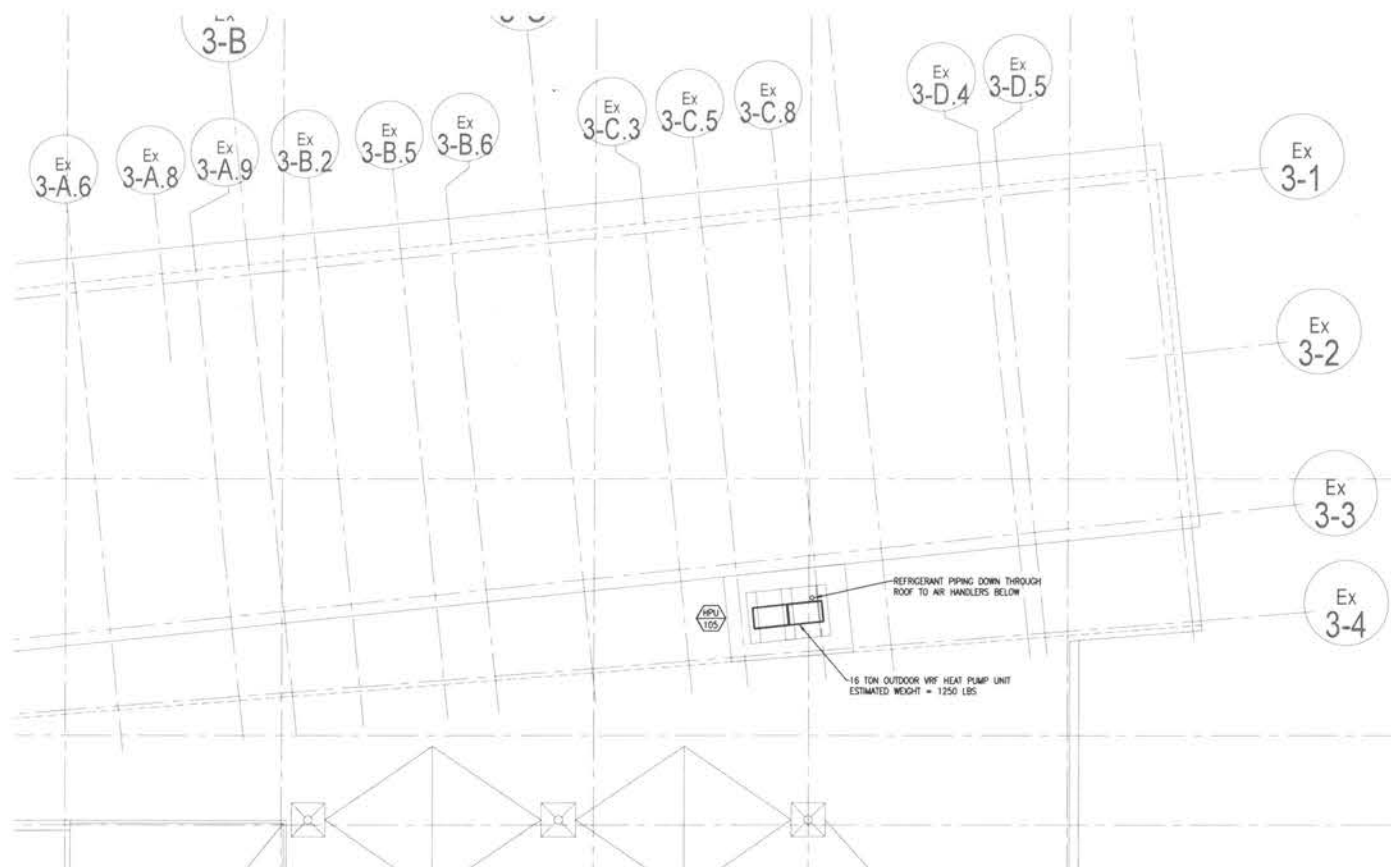 Ex
3-B
Ex
3-A.6
Ex
3-A.8
Ex
3-A.9
Ex
3-B.2
Ex
3-B.5
Ex
3-B.6
Ex
3-C.3
Ex
3-C.5
Ex
3-C.8
Ex
3-D.4
Ex
3-D.5
Ex
3-1
Ex
3-2
Ex
3-3
Ex
3-4
REFRIGERANT PIPING DOWN THROUGH
ROOF TO AIR HANDLERS BELOW
HPU
105
16 TON OUTDOOR VRF HEAT PUMP UNIT
ESTIMATED WEIGHT = 1250 LBS